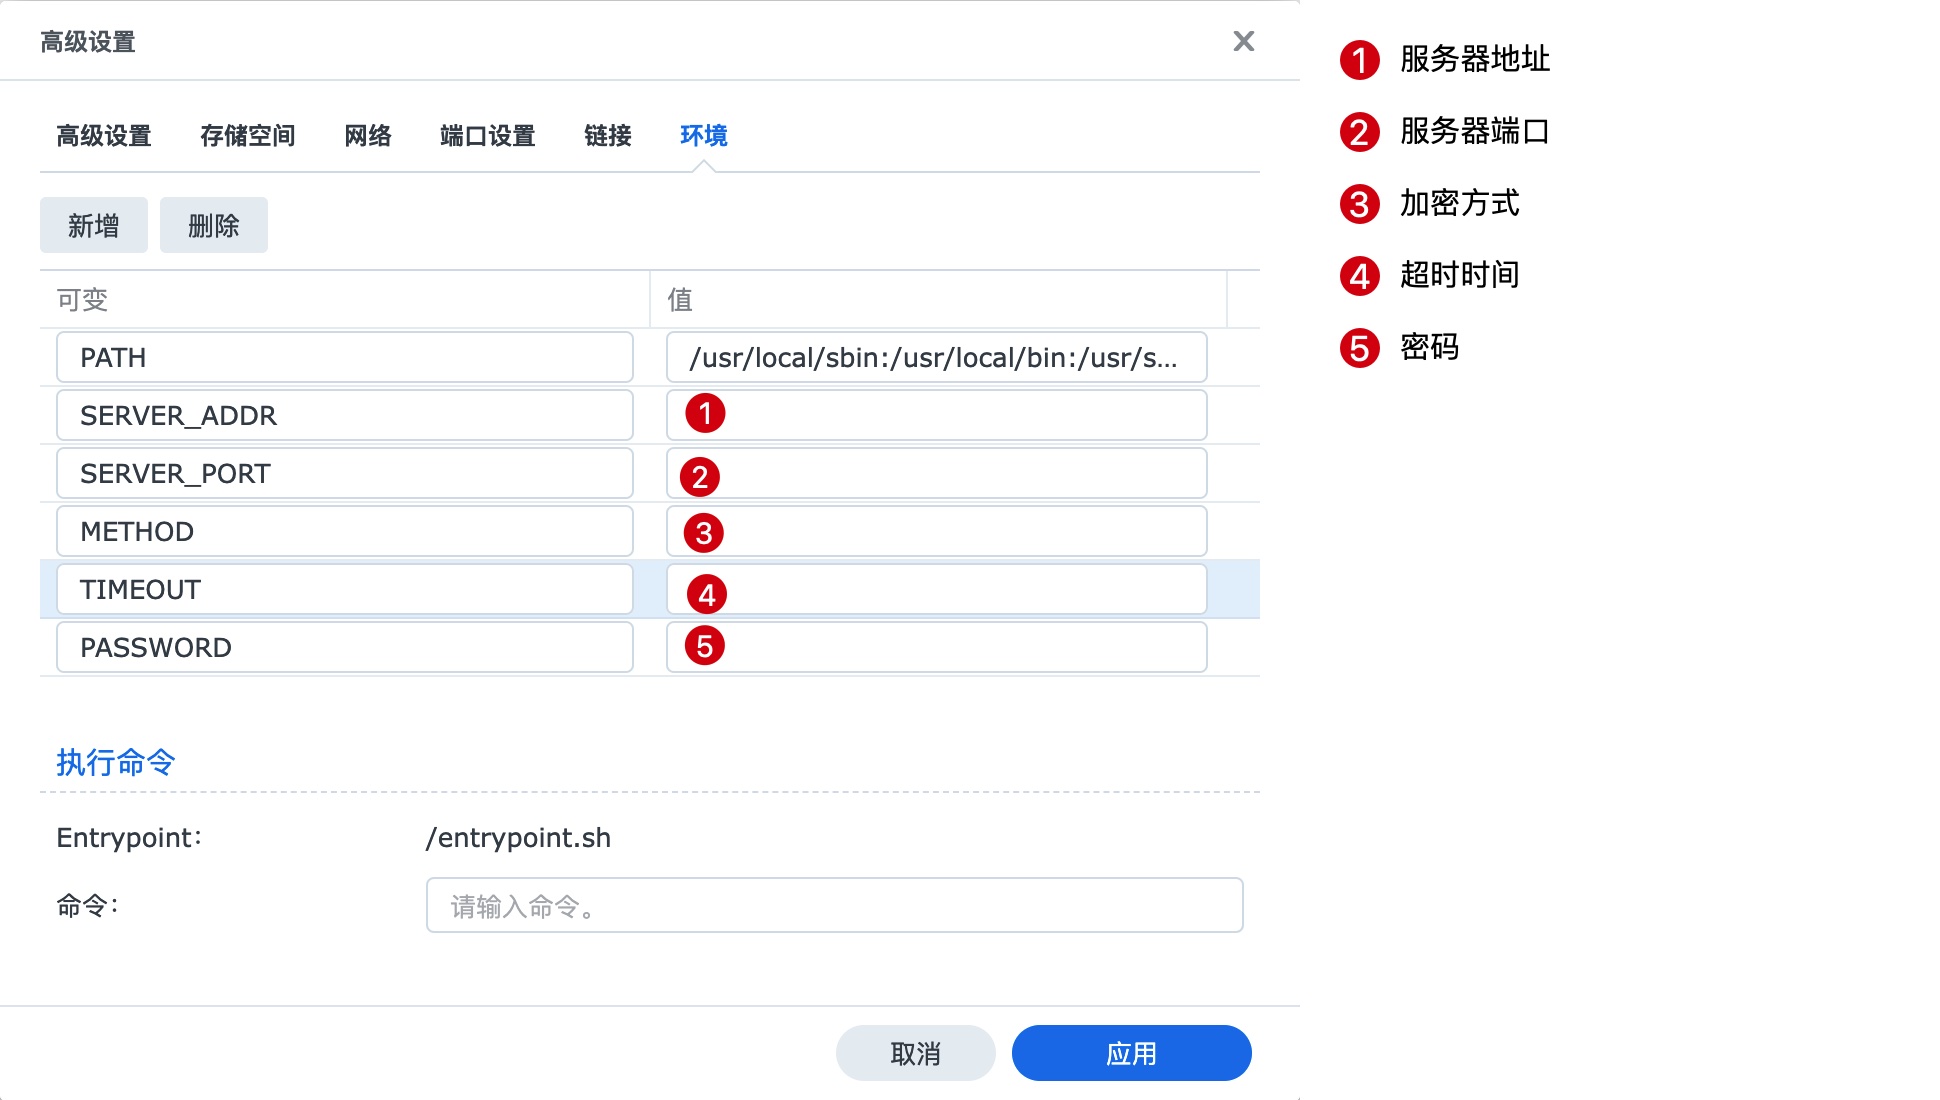 高级设置
高级设置 存储空间 网络 端口设置 链接 环境
新增 删除
可变 值
PATH /usr/local/sbin:/usr/local/bin:/usr/s...
SERVER_ADDR 1
SERVER_PORT 2
METHOD 3
TIMEOUT 4
PASSWORD 5
执行命令
Entrypoint: /entrypoint.sh
命令: 请输入命令。
取消 应用
1 服务器地址
2 服务器端口
3 加密方式
4 超时时间
5 密码